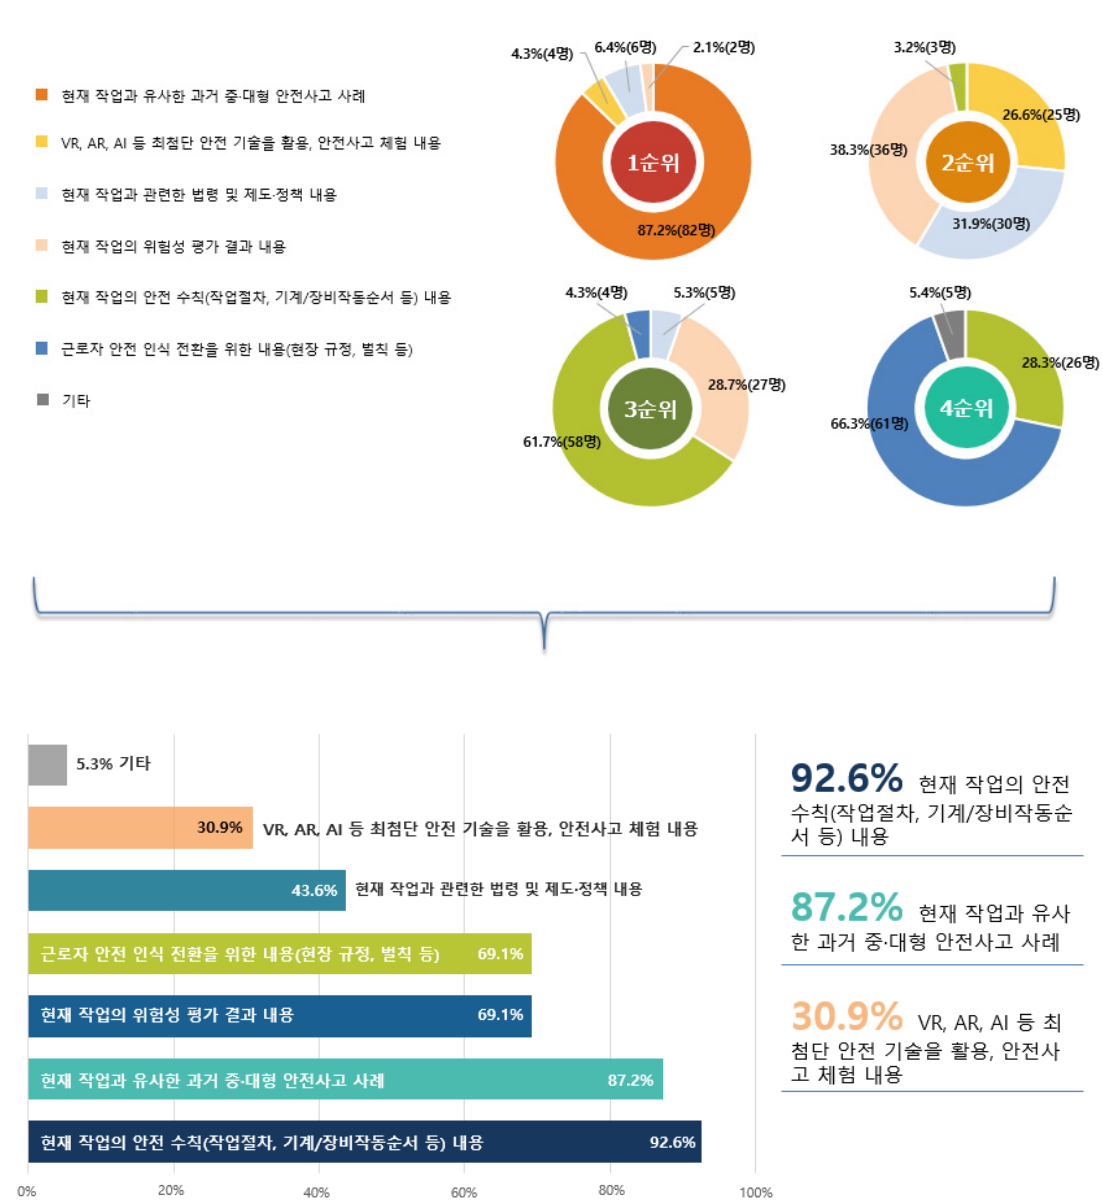 현재 작업과 유사한 과거 중·대형 안전사고 사례
VR, AR, AI 등 최첨단 안전 기술을 활용, 안전사고 체험 내용
현재 작업과 관련한 법령 및 제도·정책 내용
현재 작업의 위험성 평가 결과 내용
현재 작업의 안전 수칙(작업절차, 기계/장비작동순서 등) 내용
근로자 안전 인식 전환을 위한 내용(현장 규정, 벌칙 등)
기타
4.3%(4명)
6.4%(6명)
2.1%(2명)
1순위
87.2%(82명)
3.2%(3명)
26.6%(25명)
38.3%(36명)
2순위
31.9%(30명)
4.3%(4명)
5.3%(5명)
28.7%(27명)
3순위
61.7%(58명)
5.4%(5명)
28.3%(26명)
4순위
66.3%(61명)
5.3% 기타
30.9% VR, AR, AI 등 최첨단 안전 기술을 활용, 안전사고 체험 내용
43.6% 현재 작업과 관련한 법령 및 제도·정책 내용
근로자 안전 인식 전환을 위한 내용(현장 규정, 벌칙 등) 69.1%
현재 작업의 위험성 평가 결과 내용 69.1%
현재 작업과 유사한 과거 중·대형 안전사고 사례 87.2%
현재 작업의 안전 수칙(작업절차, 기계/장비작동순서 등) 내용 92.6%
0% 20% 40% 60% 80% 100%
92.6% 현재 작업의 안전
수칙(작업절차, 기계/장비작동순
서 등) 내용
87.2% 현재 작업과 유사
한 과거 중·대형 안전사고 사례
30.9% VR, AR, AI 등 최
첨단 안전 기술을 활용, 안전사
고 체험 내용